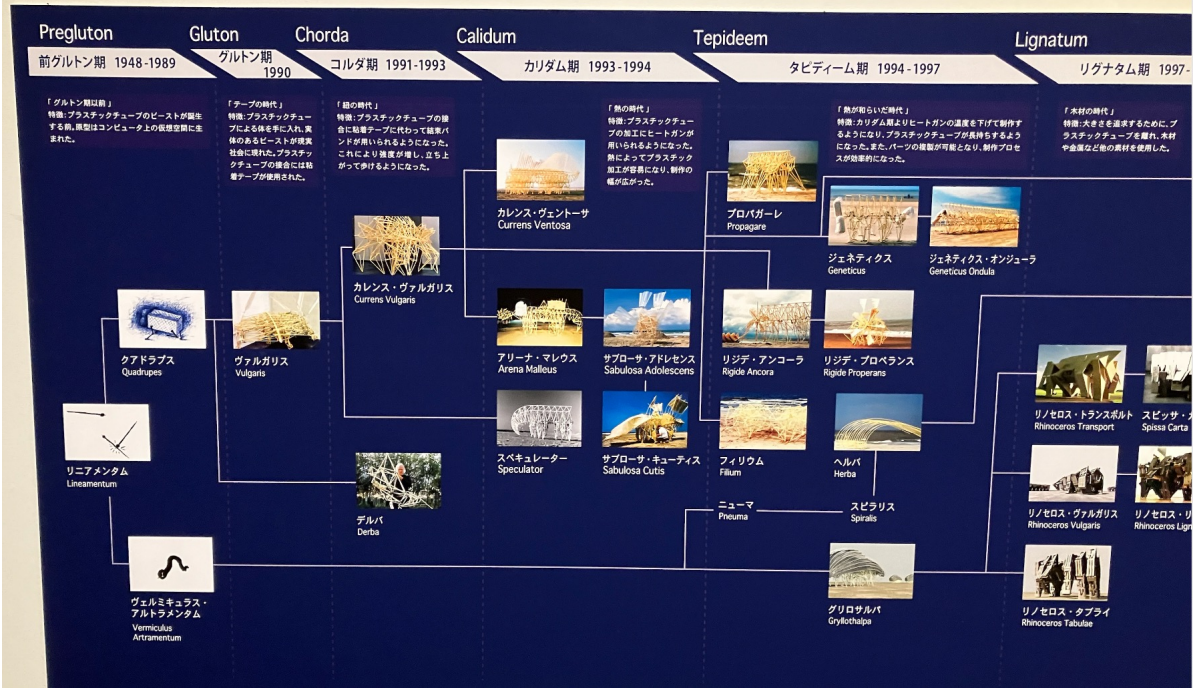 Pregluton
前グルトン期 1948-1989
「グルトン期以前」
特徴:プラスチックチューブのビーストが誕生
する前。原型はコンピュータ上の仮想空間に生
まれた。
Gluton
グルトン期
1990
「テープの時代」
特徴:プラスチックチュー
ブによる体を手に入れ、実
体のあるビーストが現実
社会に現れた。プラスチッ
クチューブの接合には粘
着テープが使用された。
Chorda
コルダ期 1991-1993
「紐の時代」
特徴:プラスチックチューブの接
合に粘着テープに代わって結束バ
ンドが用いられるようになった。
これにより強度が増し、立ち上
がって歩けるようになった。
Calidum
カリダム期 1993-1994
「熱の時代」
特徴:プラスチックチューブ
の加工にヒートガンが
用いられるようになった。
熱によってプラスチック
加工が容易になり、制作の
幅が広がった。
Tepideem
タピディーム期 1994-1997
「熱が和らいだ時代」
特徴:カリダム期よりヒートガンの温度を下げて制作す
るようになり、プラスチックチューブが長持ちするよう
になった。また、パーツの複製が可能となり、制作プロセ
スが効率的になった。
Lignatum
リグナタム期 1997-
「木材の時代」
特徴:大きさを追求するために、プ
ラスチックチューブを離れ、木材
や金属など他の素材を使用した。
クアドラプス
Quadrupes
リニアメンタム
Lineamentum
ヴェルミキュラス・
アルトラメンタム
Vermiculus
Artramentum
ヴァルガリス
Vulgaris
カレンス・ヴァルガリス
Currens Vulgaris
デルバ
Derba
カレンス・ヴェントーサ
Currens Ventosa
アリーナ・マレウス
Arena Malleus
サブローサ・アドレセンス
Sabulosa Adolescens
スペキュレーター
Speculator
サブローサ・キューティス
Sabulosa Cutis
プロパガーレ
Propagare
ジェネティクス
Geneticus
ジェネティクス・オンジューラ
Geneticus Ondula
リジデ・アンコーラ
Rigide Ancora
リジデ・プロペランス
Rigide Properans
フィリウム
Filium
ヘルバ
Herba
ニューマ
Pneuma
スピラリス
Spiralis
グリロサルパ
Gryllothalpa
リノセロス・トランスポルト
Rhinoceros Transport
スピッサ・カ
Spissa Carta
リノセロス・ヴァルガリス
Rhinoceros Vulgaris
リノセロス・リ
Rhinoceros Lign
リノセロス・タブライ
Rhinoceros Tabulae